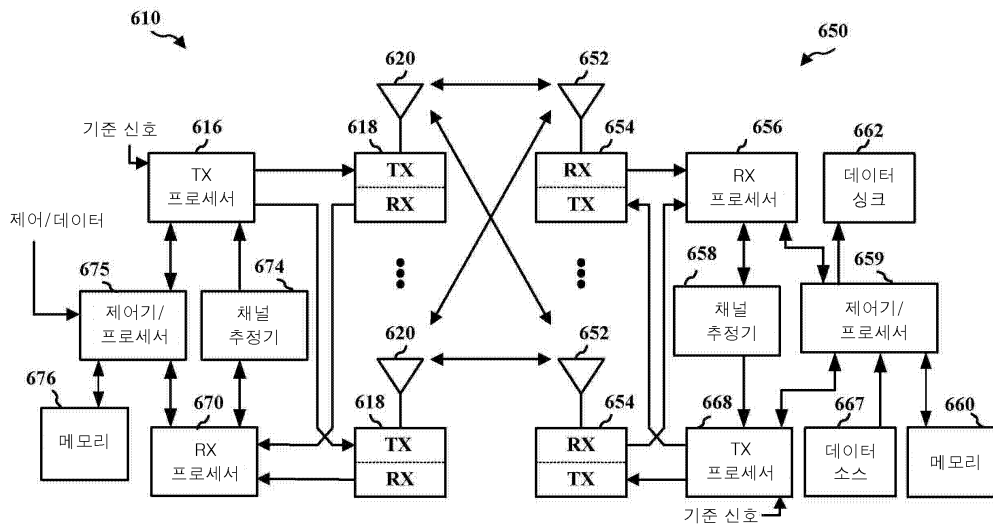 610
650
620
652
기준 신호
616
618
654
656
662
TX
프로세서
TX
RX
RX
TX
RX
프로세서
데이터
싱크
제어/데이터
675
674
658
659
제어기/
프로세서
채널
추정기
채널
추정기
제어기/
프로세서
620
652
676
670
618
654
668
667
660
메모리
RX
프로세서
TX
RX
RX
TX
TX
프로세서
데이터
소스
메모리
기준 신호